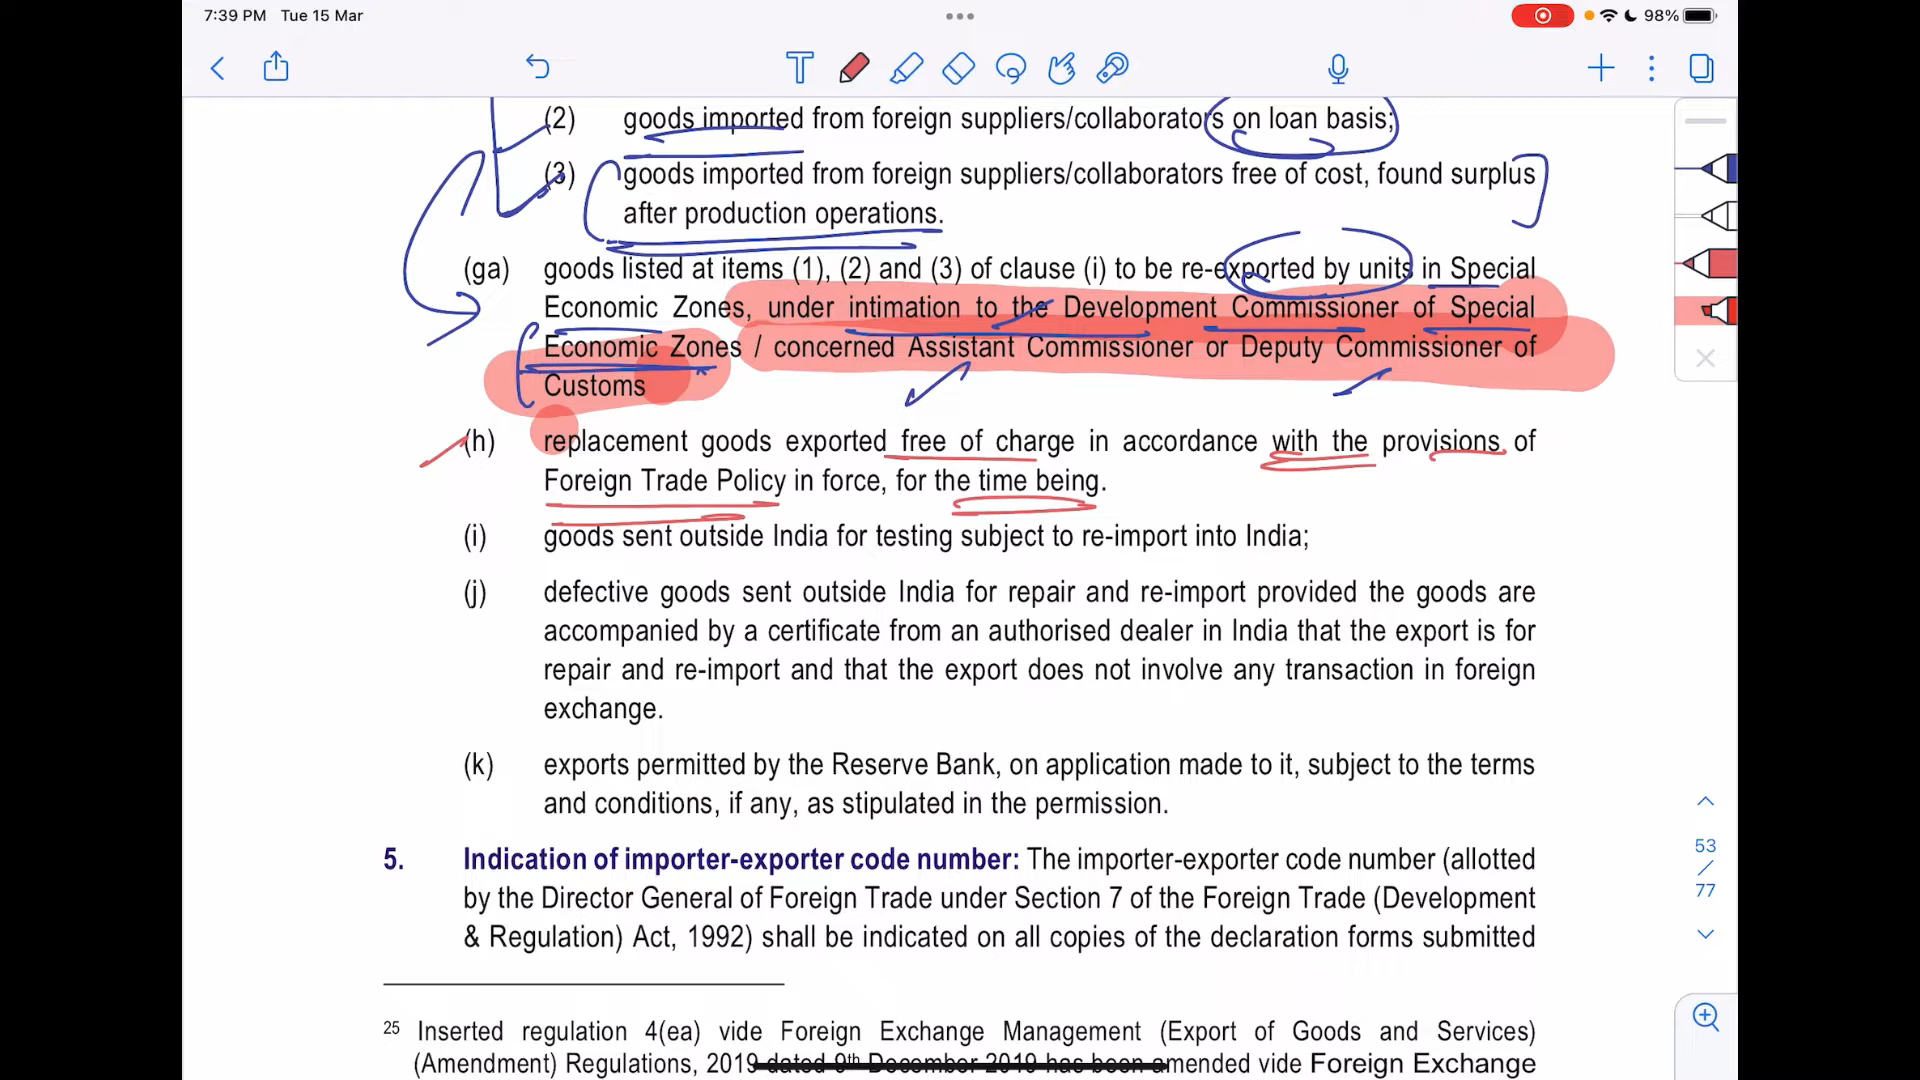 7:39 PM Tue 15 Mar
98%
(2) goods imported from foreign suppliers/collaborators on loan basis;
(3) goods imported from foreign suppliers/collaborators free of cost, found surplus
after production operations.
(ga) goods listed at items (1), (2) and (3) of clause (i) to be re-exported by units in Special
Economic Zones, under intimation to the Development Commissioner of Special
Economic Zones / concerned Assistant Commissioner or Deputy Commissioner of
Customs
(h) replacement goods exported free of charge in accordance with the provisions of
Foreign Trade Policy in force, for the time being.
(i) goods sent outside India for testing subject to re-import into India;
(j) defective goods sent outside India for repair and re-import provided the goods are
accompanied by a certificate from an authorised dealer in India that the export is for
repair and re-import and that the export does not involve any transaction in foreign
exchange.
(k) exports permitted by the Reserve Bank, on application made to it, subject to the terms
and conditions, if any, as stipulated in the permission.
5. Indication of importer-exporter code number: The importer-exporter code number (allotted
by the Director General of Foreign Trade under Section 7 of the Foreign Trade (Development
& Regulation) Act, 1992) shall be indicated on all copies of the declaration forms submitted
53
/
77
25 Inserted regulation 4(ea) vide Foreign Exchange Management (Export of Goods and Services)
(Amendment) Regulations, 2019 dated 9th December 2019 has been amended vide Foreign Exchange